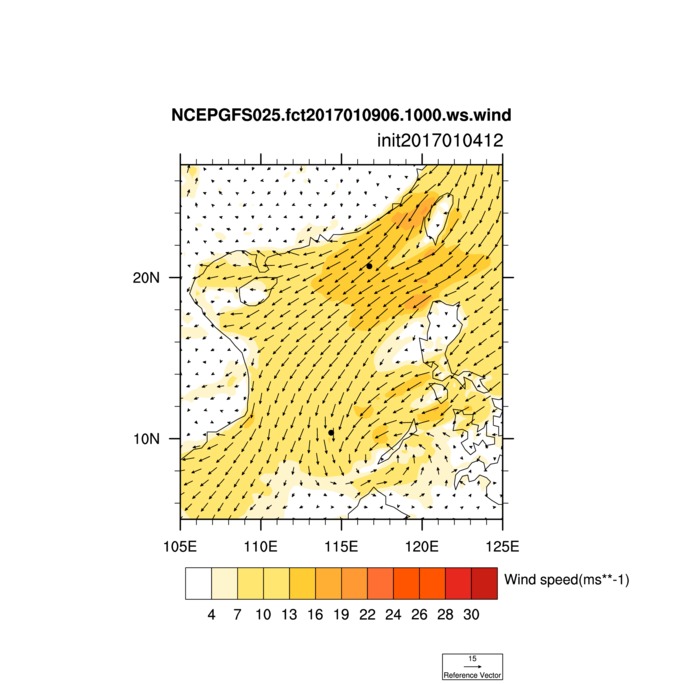 NCEPGFS025.fct2017010906.1000.ws.wind
init2017010412
20N
10N
105E 110E 115E 120E 125E
Wind speed(ms**-1)
4 7 10 13 16 19 22 24 26 28 30
15
Reference Vector